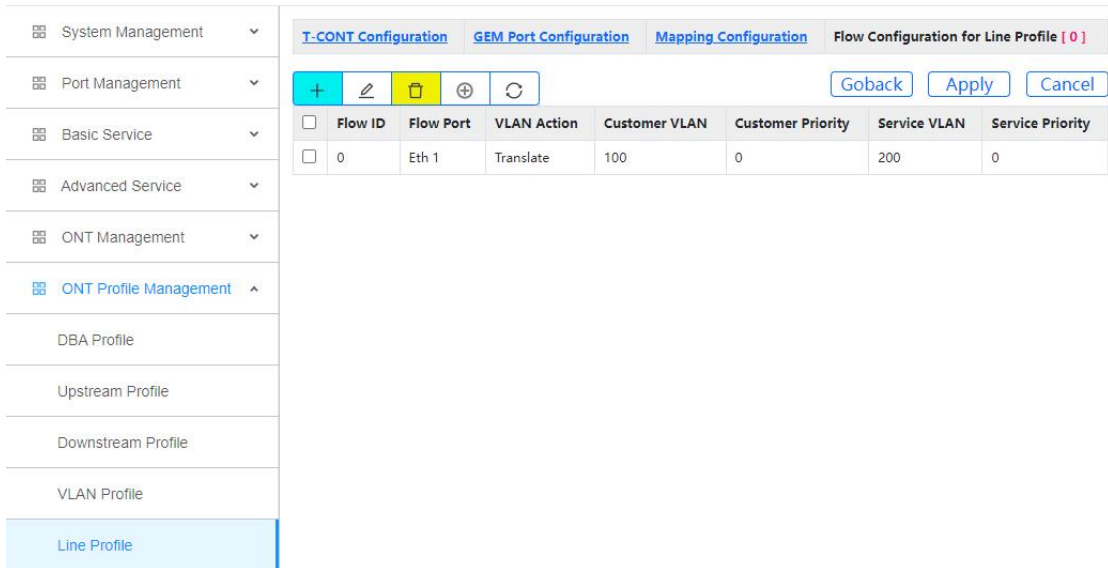 System Management
Port Management
Basic Service
Advanced Service
ONT Management
ONT Profile Management
DBA Profile
Upstream Profile
Downstream Profile
VLAN Profile
Line Profile
T-CONT Configuration GEM Port Configuration Mapping Configuration Flow Configuration for Line Profile [ 0 ]
Goback Apply Cancel
Flow ID Flow Port VLAN Action Customer VLAN Customer Priority Service VLAN Service Priority
0 Eth 1 Translate 100 0 200 0